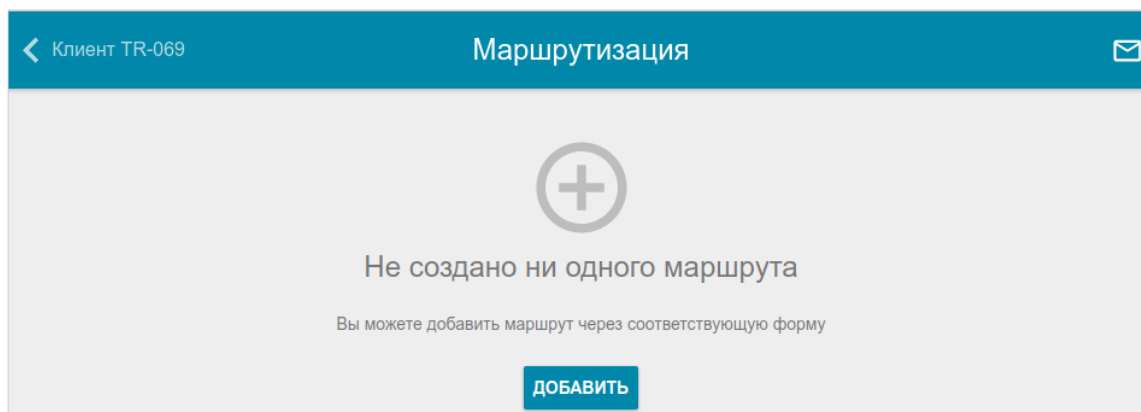 Клиент TR-069
Маршрутизация
Не создано ни одного маршрута
Вы можете добавить маршрут через соответствующую форму
ДОБАВИТЬ